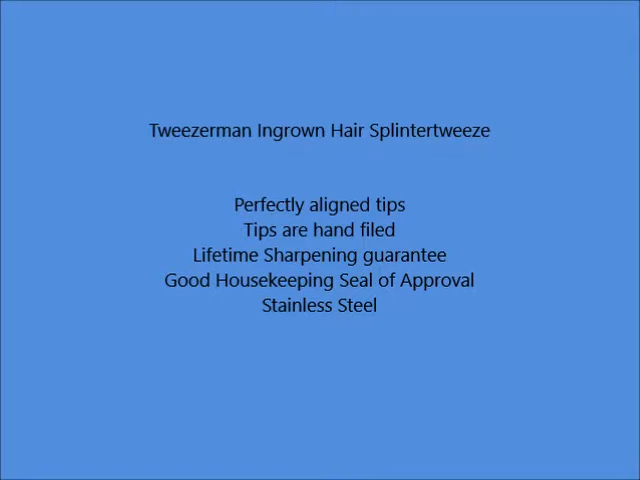 Tweezerman Ingrown Hair Splintertweeze
Perfectly aligned tips
Tips are hand filed
Lifetime Sharpening guarantee
Good Housekeeping Seal of Approval
Stainless Steel